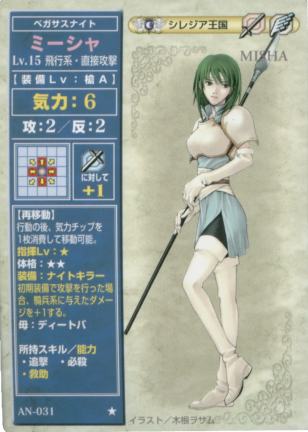 ペガサスナイト
ミーシャ
Lv.15 飛行系・直接攻撃
【装備Lv:槍A】
気力:6
攻:2/反:2
に対して
+1
【再移動】
行動の後、気力チップを
1枚消費して移動可能。
指揮Lv:★
体格:★★
装備:ナイトキラー
初期装備で攻撃を行った場
合、騎兵系に与えたダメー
ジを+1する。
母:ディートバ
所持スキル/能力
・追撃 ・必殺
・救助
AN-031
★
シレジア王国
MISHA
イラスト/木根ヲサム